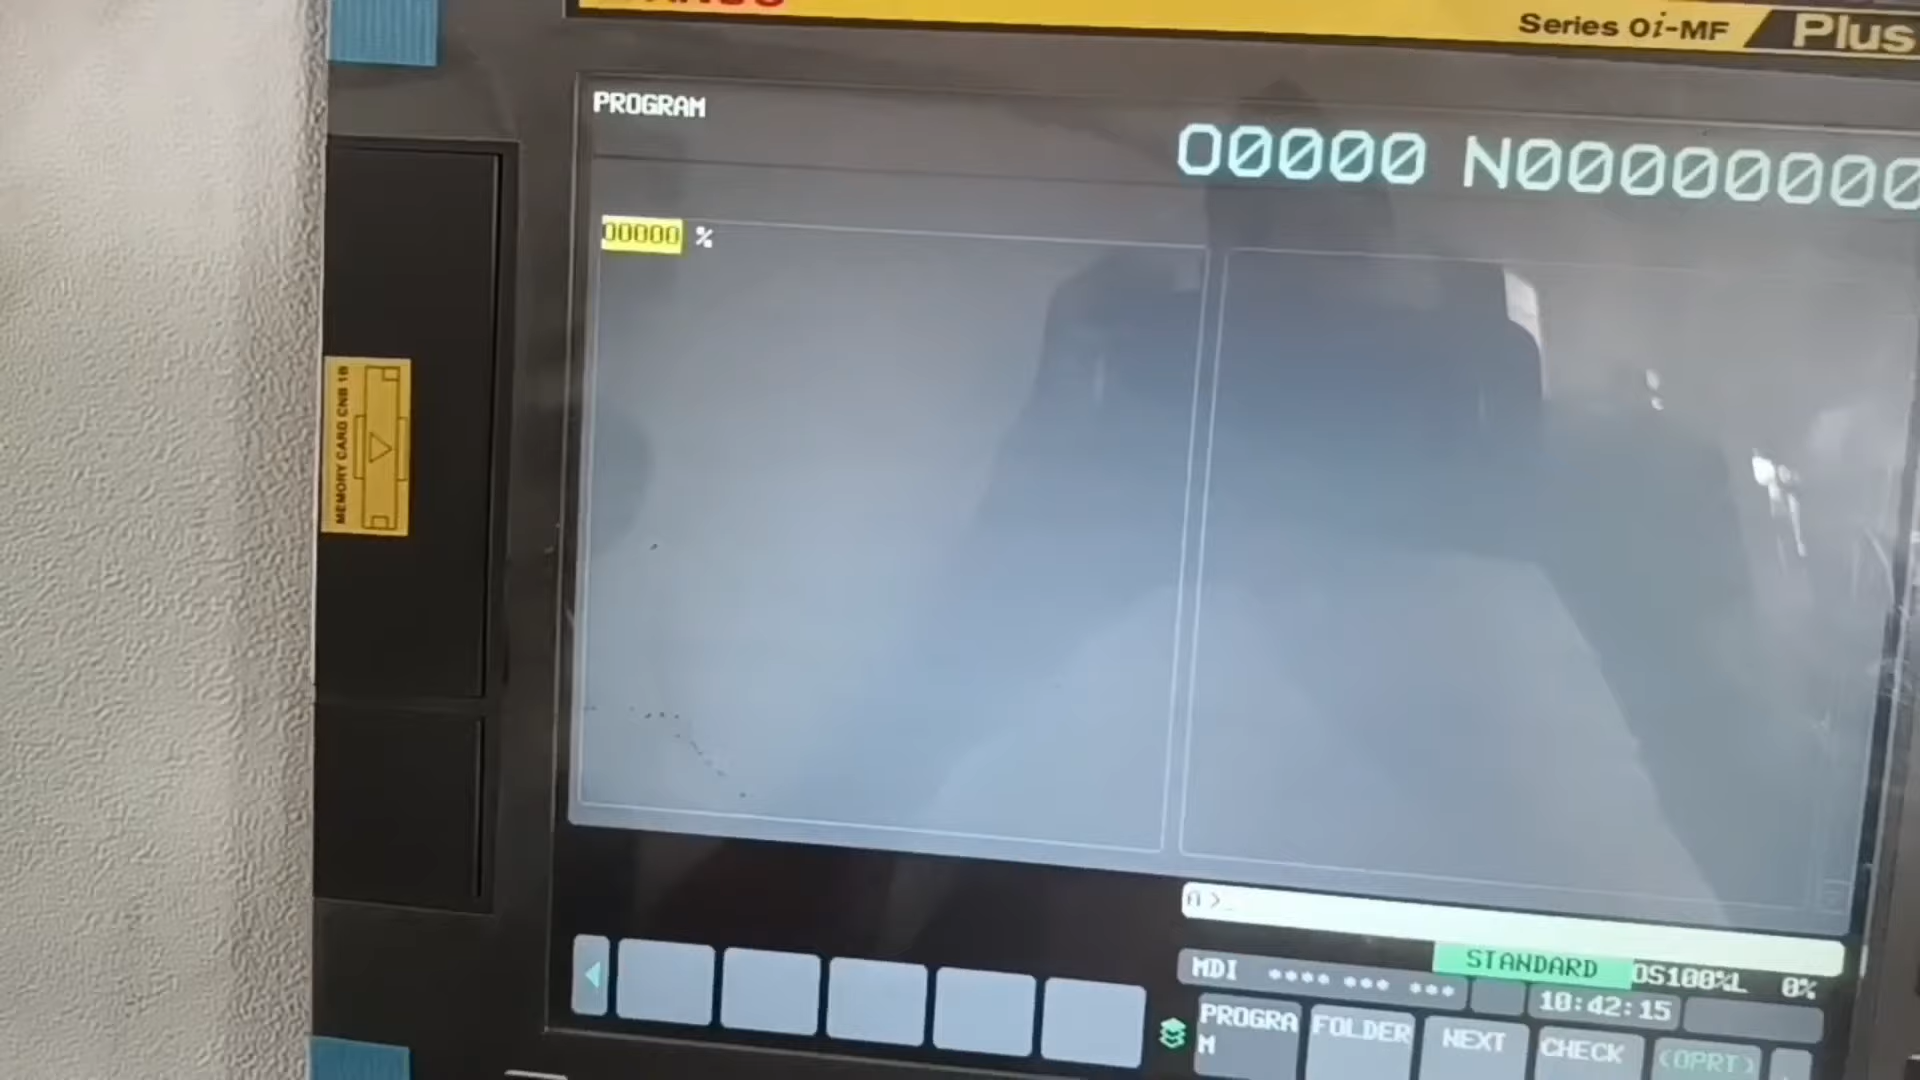 Series 0i-MF Plus
PROGRAM
O0000 N00000000
O0000 %
MEMORY CARD CNB 1B
A>_
MDI **** *** ***
STANDARD
OS100%L 0%
10:42:15
PROGRA
M
FOLDER
NEXT
CHECK
(OPRT)